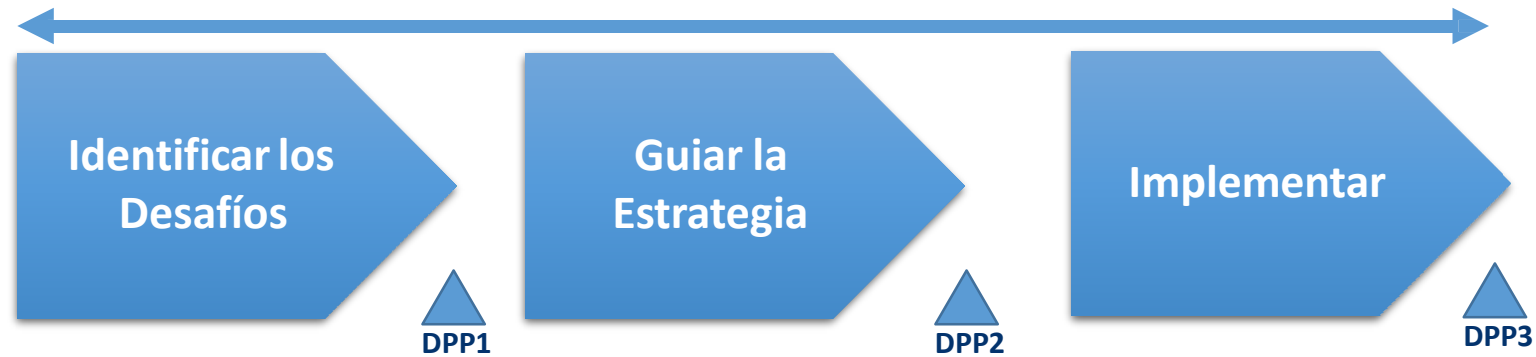 Identificar los
Desafíos
Guiar la
Estrategia
Implementar
DPP1
DPP2
DPP3